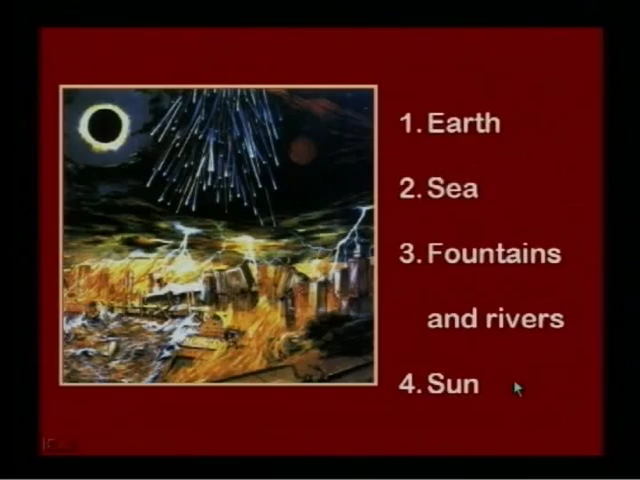 1. Earth
2. Sea
3. Fountains
and rivers
4. Sun